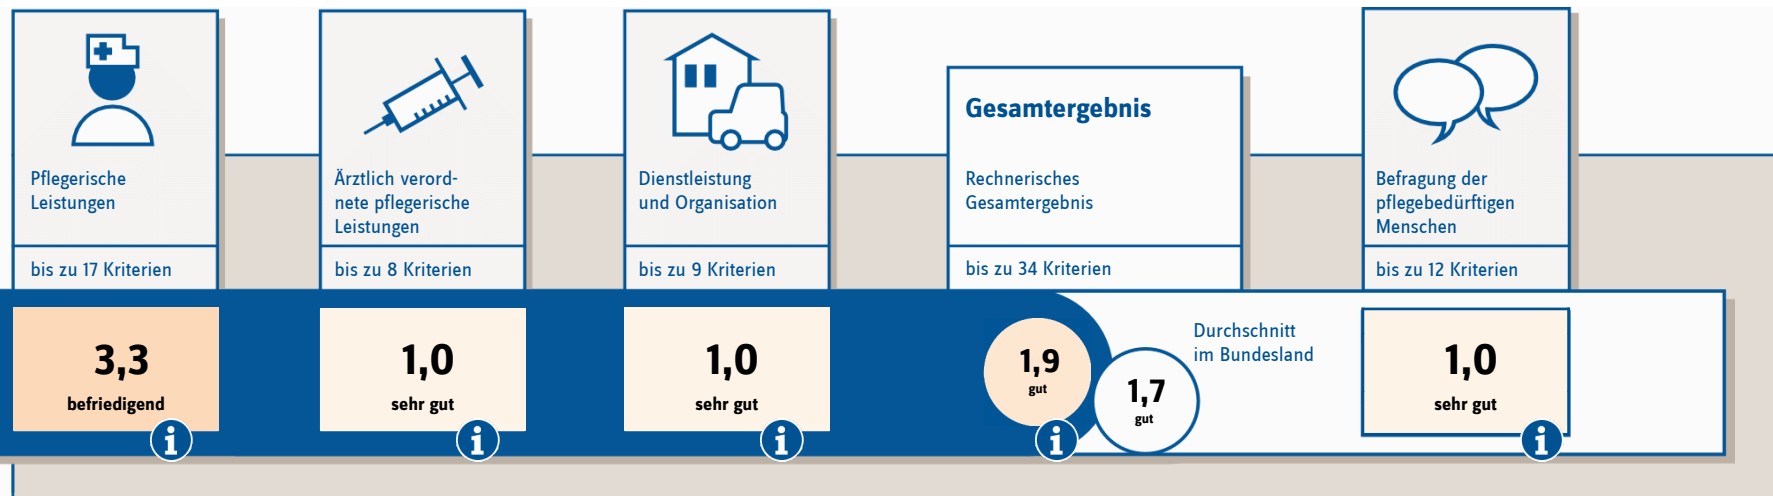 Pflegerische
Leistungen
bis zu 17 Kriterien
3,3
befriedigend
i
Ärztlich verord-
nete pflegerische
Leistungen
bis zu 8 Kriterien
1,0
sehr gut
i
Dienstleistung
und Organisation
bis zu 9 Kriterien
1,0
sehr gut
i
Gesamtergebnis
Rechnerisches
Gesamtergebnis
bis zu 34 Kriterien
1,9
gut
i
Durchschnitt
im Bundesland
1,7
gut
Befragung der
pflegebedürftigen
Menschen
bis zu 12 Kriterien
1,0
sehr gut
i